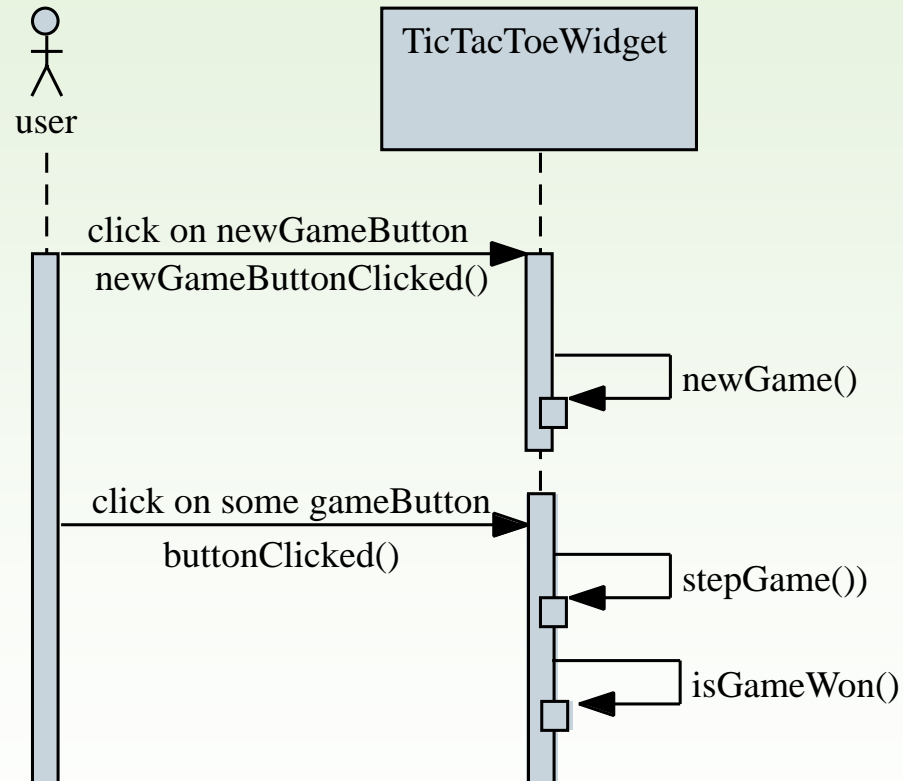 TicTacToeWidget
user
click on newGameButton
newGameButtonClicked()
newGame()
click on some gameButton
buttonClicked()
stepGame())
isGameWon()